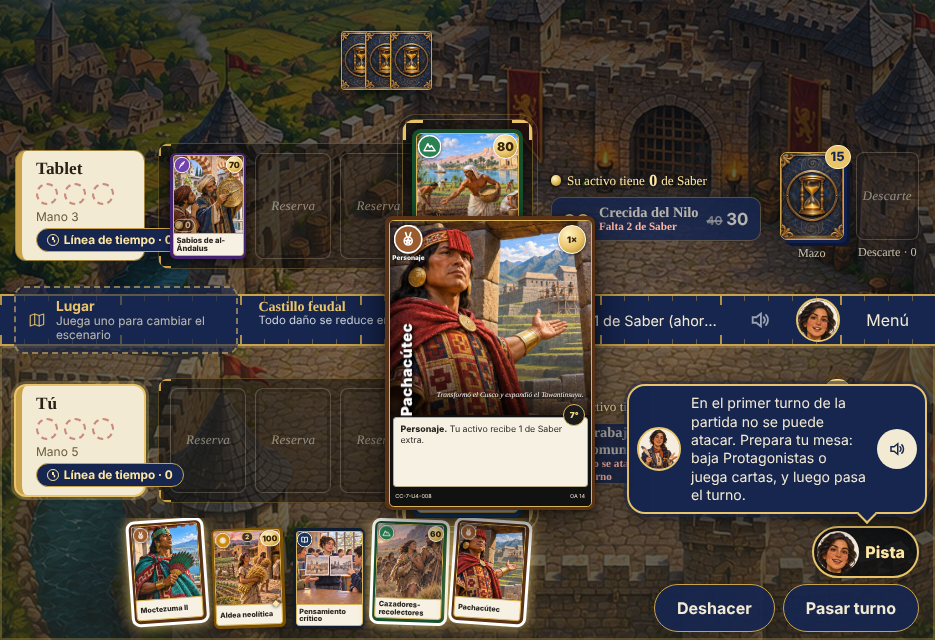 Tablet
Mano 3
Línea de tiempo · 0
70
0
Sabios de al-
Ándalus
Reserva
Reserva
80
Su activo tiene 0 de Saber
Crecida del Nilo
40 30
Falta 2 de Saber
15
Mazo
Descarte
Descarte · 0
Lugar
Juega uno para cambiar el
escenario
Castillo feudal
Todo daño se reduce
1 de Saber (ahor...
Menú
Personaje
1×
Pachacútec
Transformó el Cusco y expandió el Tawantinsuyu.
7º
Personaje. Tu activo recibe 1 de Saber
extra.
CC-7-U4-008
OA 14
Tú
Mano 5
Línea de tiempo · 0
Reserva
Reserva
En el primer turno de la
partida no se puede
atacar. Prepara tu mesa:
baja Protagonistas o
juega cartas, y luego pasa
el turno.
Pista
Moctezuma II
2
100
Aldea neolítica
Pensamiento
crítico
60
Cazadores-
recolectores
Pachacútec
Deshacer
Pasar turno